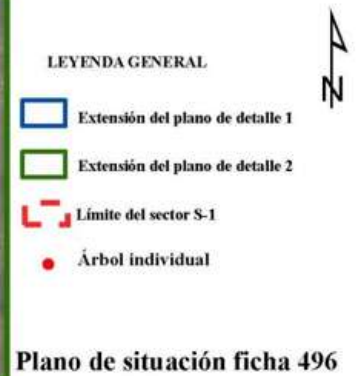 N
LEYENDA GENERAL
Extensión del plano de detalle 1
Extensión del plano de detalle 2
Límite del sector S-1
Árbol individual
Plano de situación ficha 496